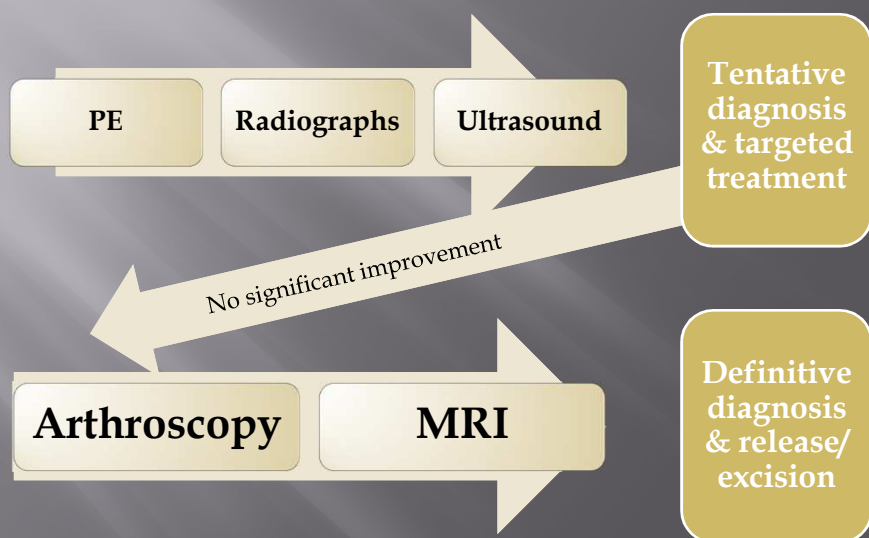 PE
Radiographs
Ultrasound
Tentative
diagnosis
& targeted
treatment
No significant improvement
Arthroscopy
MRI
Definitive
diagnosis
& release/
excision